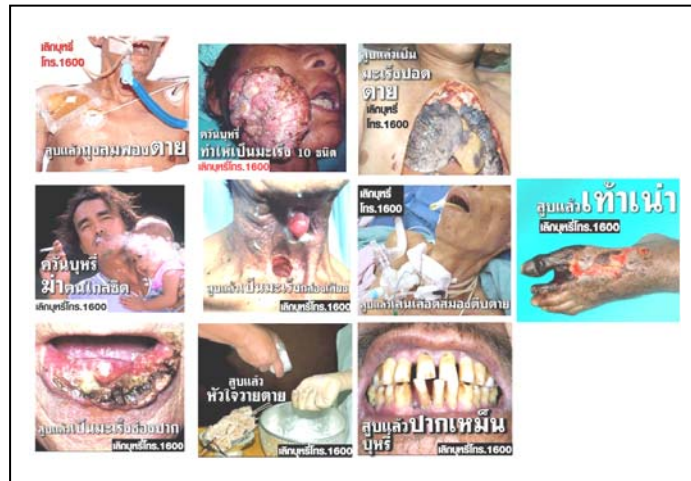 เลิกบุหรี่
โทร.1600
สูบแล้วถุงลมพองตาย
ควันบุหรี่
ทำให้เป็นมะเร็ง 10 ชนิด
เลิกบุหรี่โทร.1600
สูบแล้วเป็น
มะเร็งปอด
ตาย
เลิกบุหรี่
โทร.1600
ควันบุหรี่
ฆ่าคนใกล้ชิด
เลิกบุหรี่โทร.1600
สูบแล้วเป็นมะเร็งกล่องเสียง
เลิกบุหรี่โทร.1600
เลิกบุหรี่
โทร.1600
สูบแล้วเส้นเลือดสมองตีบตาย
สูบแล้วเท้าเน่า
เลิกบุหรี่โทร.1600
สูบแล้วเป็นมะเร็งช่องปาก
เลิกบุหรี่โทร.1600
สูบแล้ว
หัวใจวายตาย
เลิกบุหรี่โทร.1600
สูบแล้วปากเหม็น
บุหรี่
เลิกบุหรี่โทร.1600